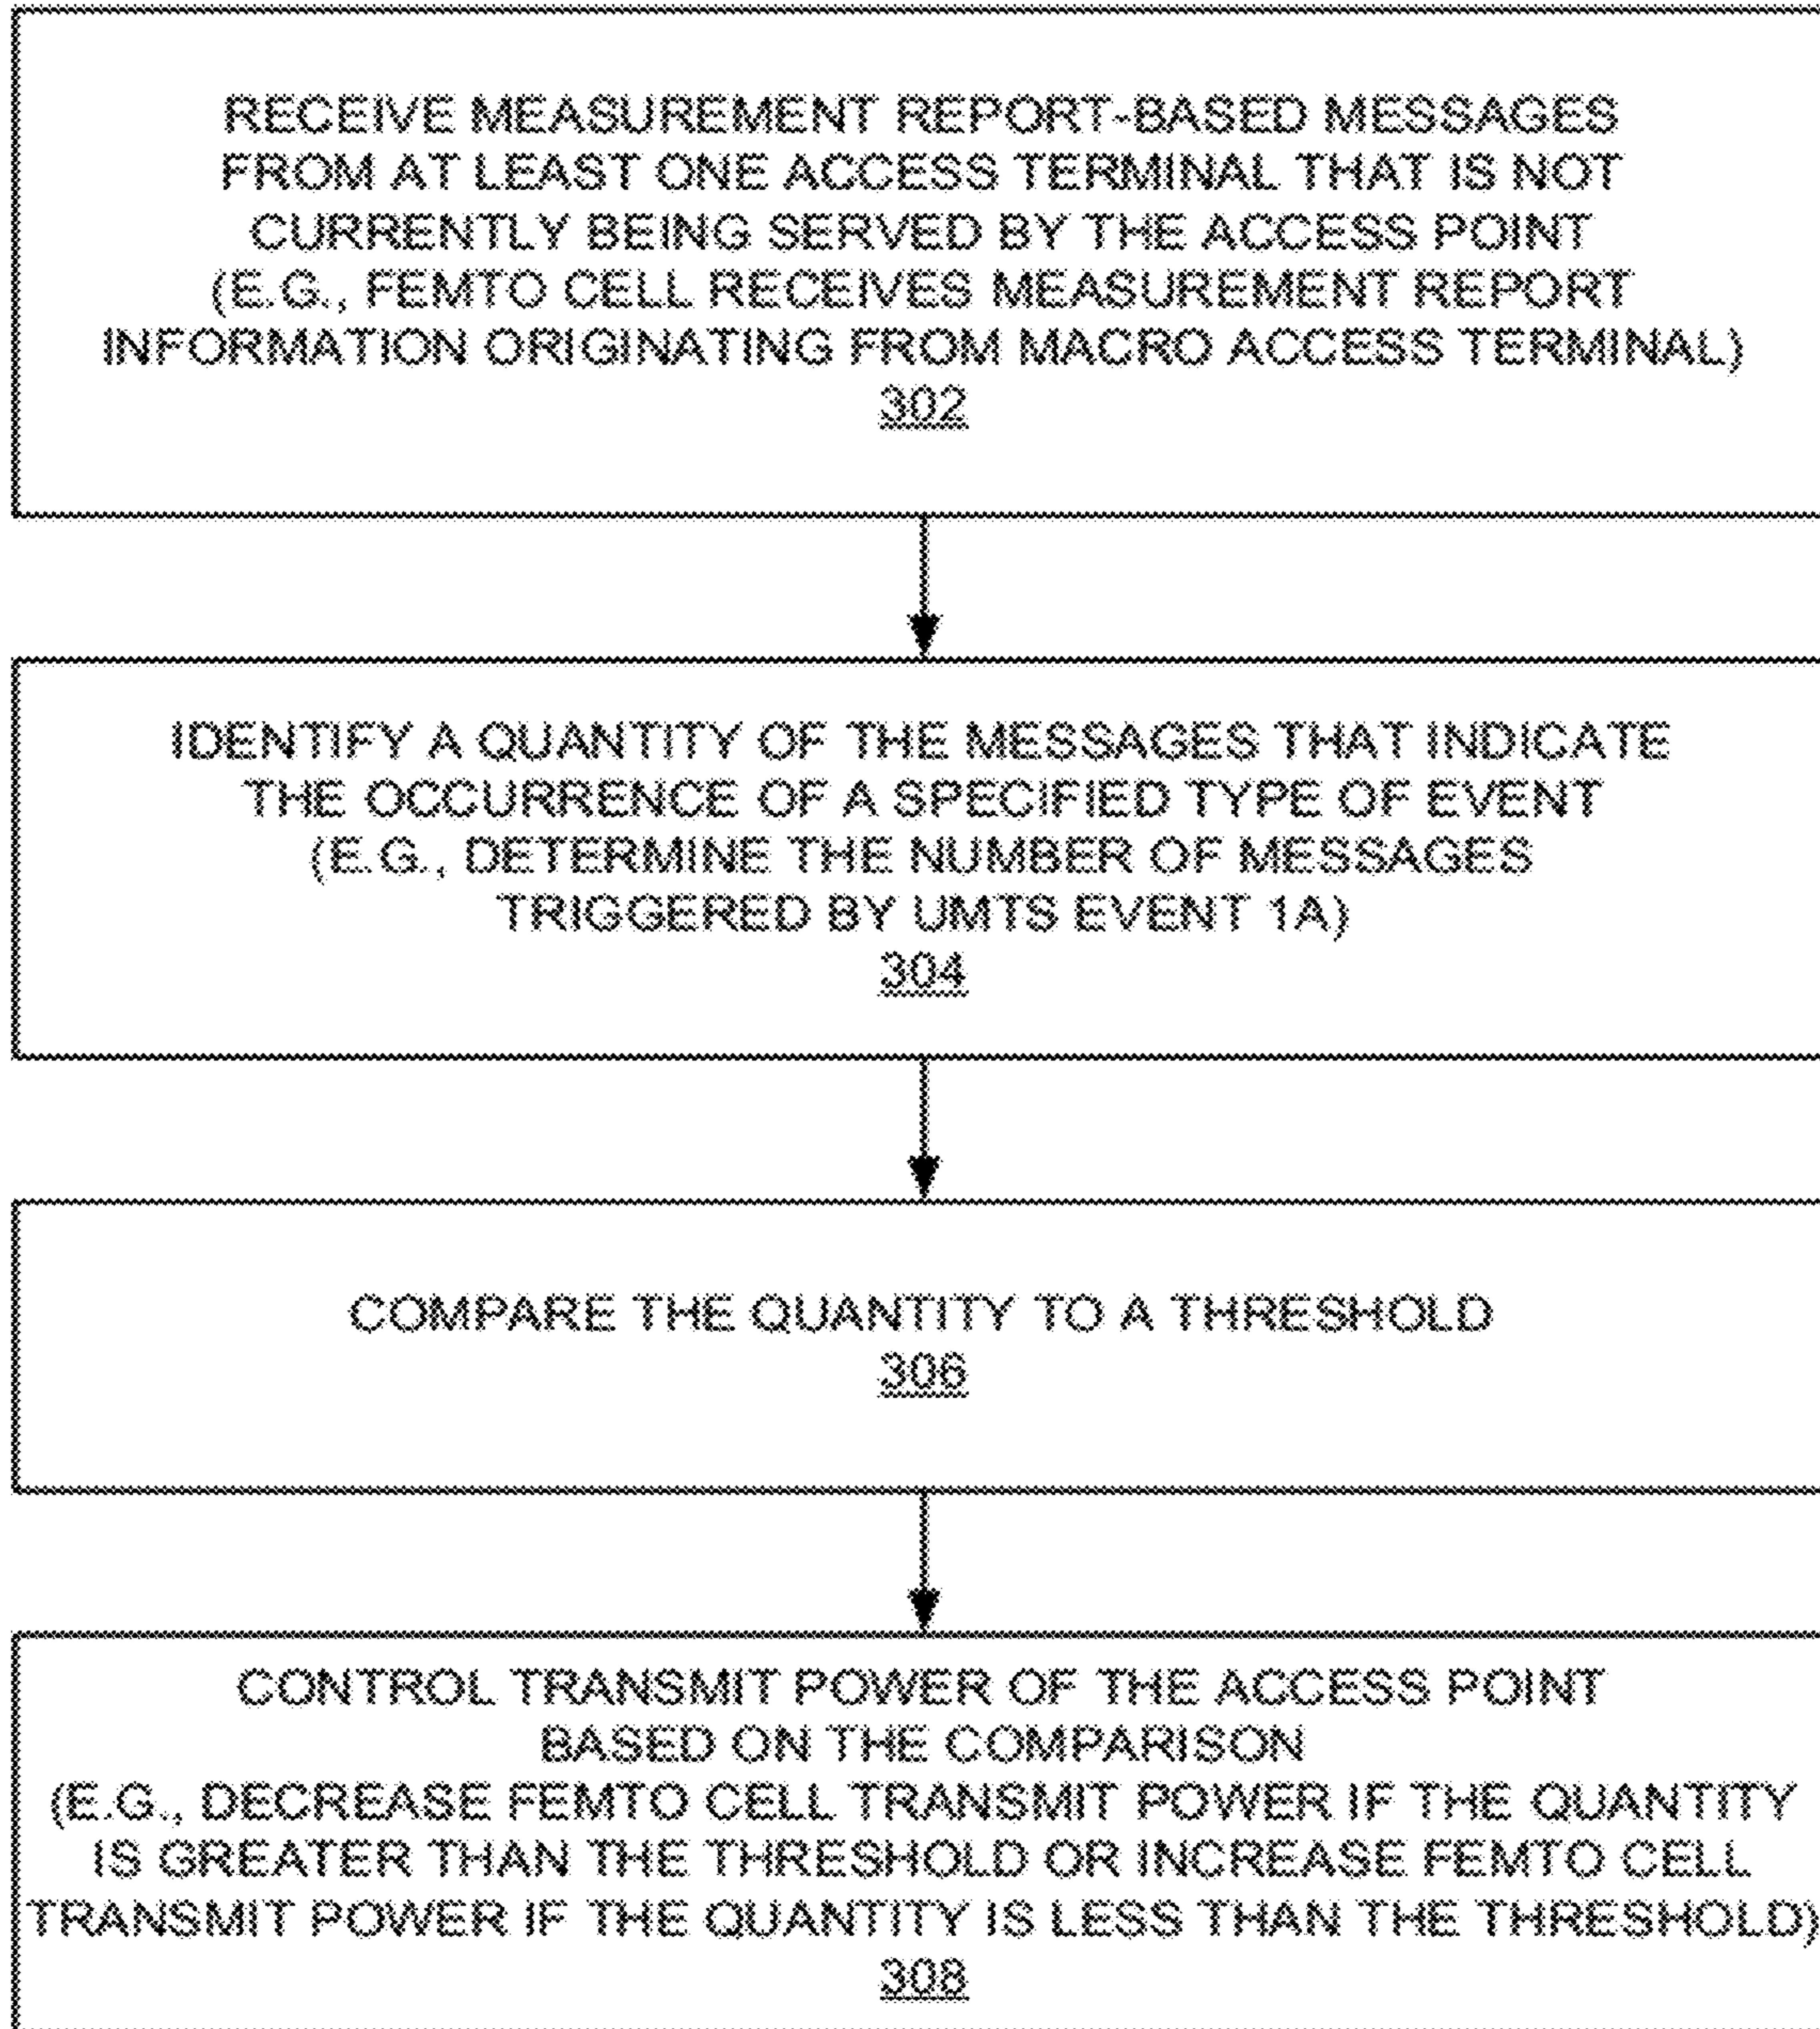 RECEIVE MEASUREMENT REPORT-BASED MESSAGES
FROM AT LEAST ONE ACCESS TERMINAL THAT IS NOT
CURRENTLY BEING SERVED BY THE ACCESS POINT
(E.G., FEMTO CELL RECEIVES MEASUREMENT REPORT
INFORMATION ORIGINATING FROM MACRO ACCESS TERMINAL)
302
IDENTIFY A QUANTITY OF THE MESSAGES THAT INDICATE
THE OCCURRENCE OF A SPECIFIED TYPE OF EVENT
(E.G., DETERMINE THE NUMBER OF MESSAGES
TRIGGERED BY UMTS EVENT 1A)
304
COMPARE THE QUANTITY TO A THRESHOLD
306
CONTROL TRANSMIT POWER OF THE ACCESS POINT
BASED ON THE COMPARISON
(E.G., DECREASE FEMTO CELL TRANSMIT POWER IF THE QUANTITY
IS GREATER THAN THE THRESHOLD OR INCREASE FEMTO CELL
TRANSMIT POWER IF THE QUANTITY IS LESS THAN THE THRESHOLD)
308